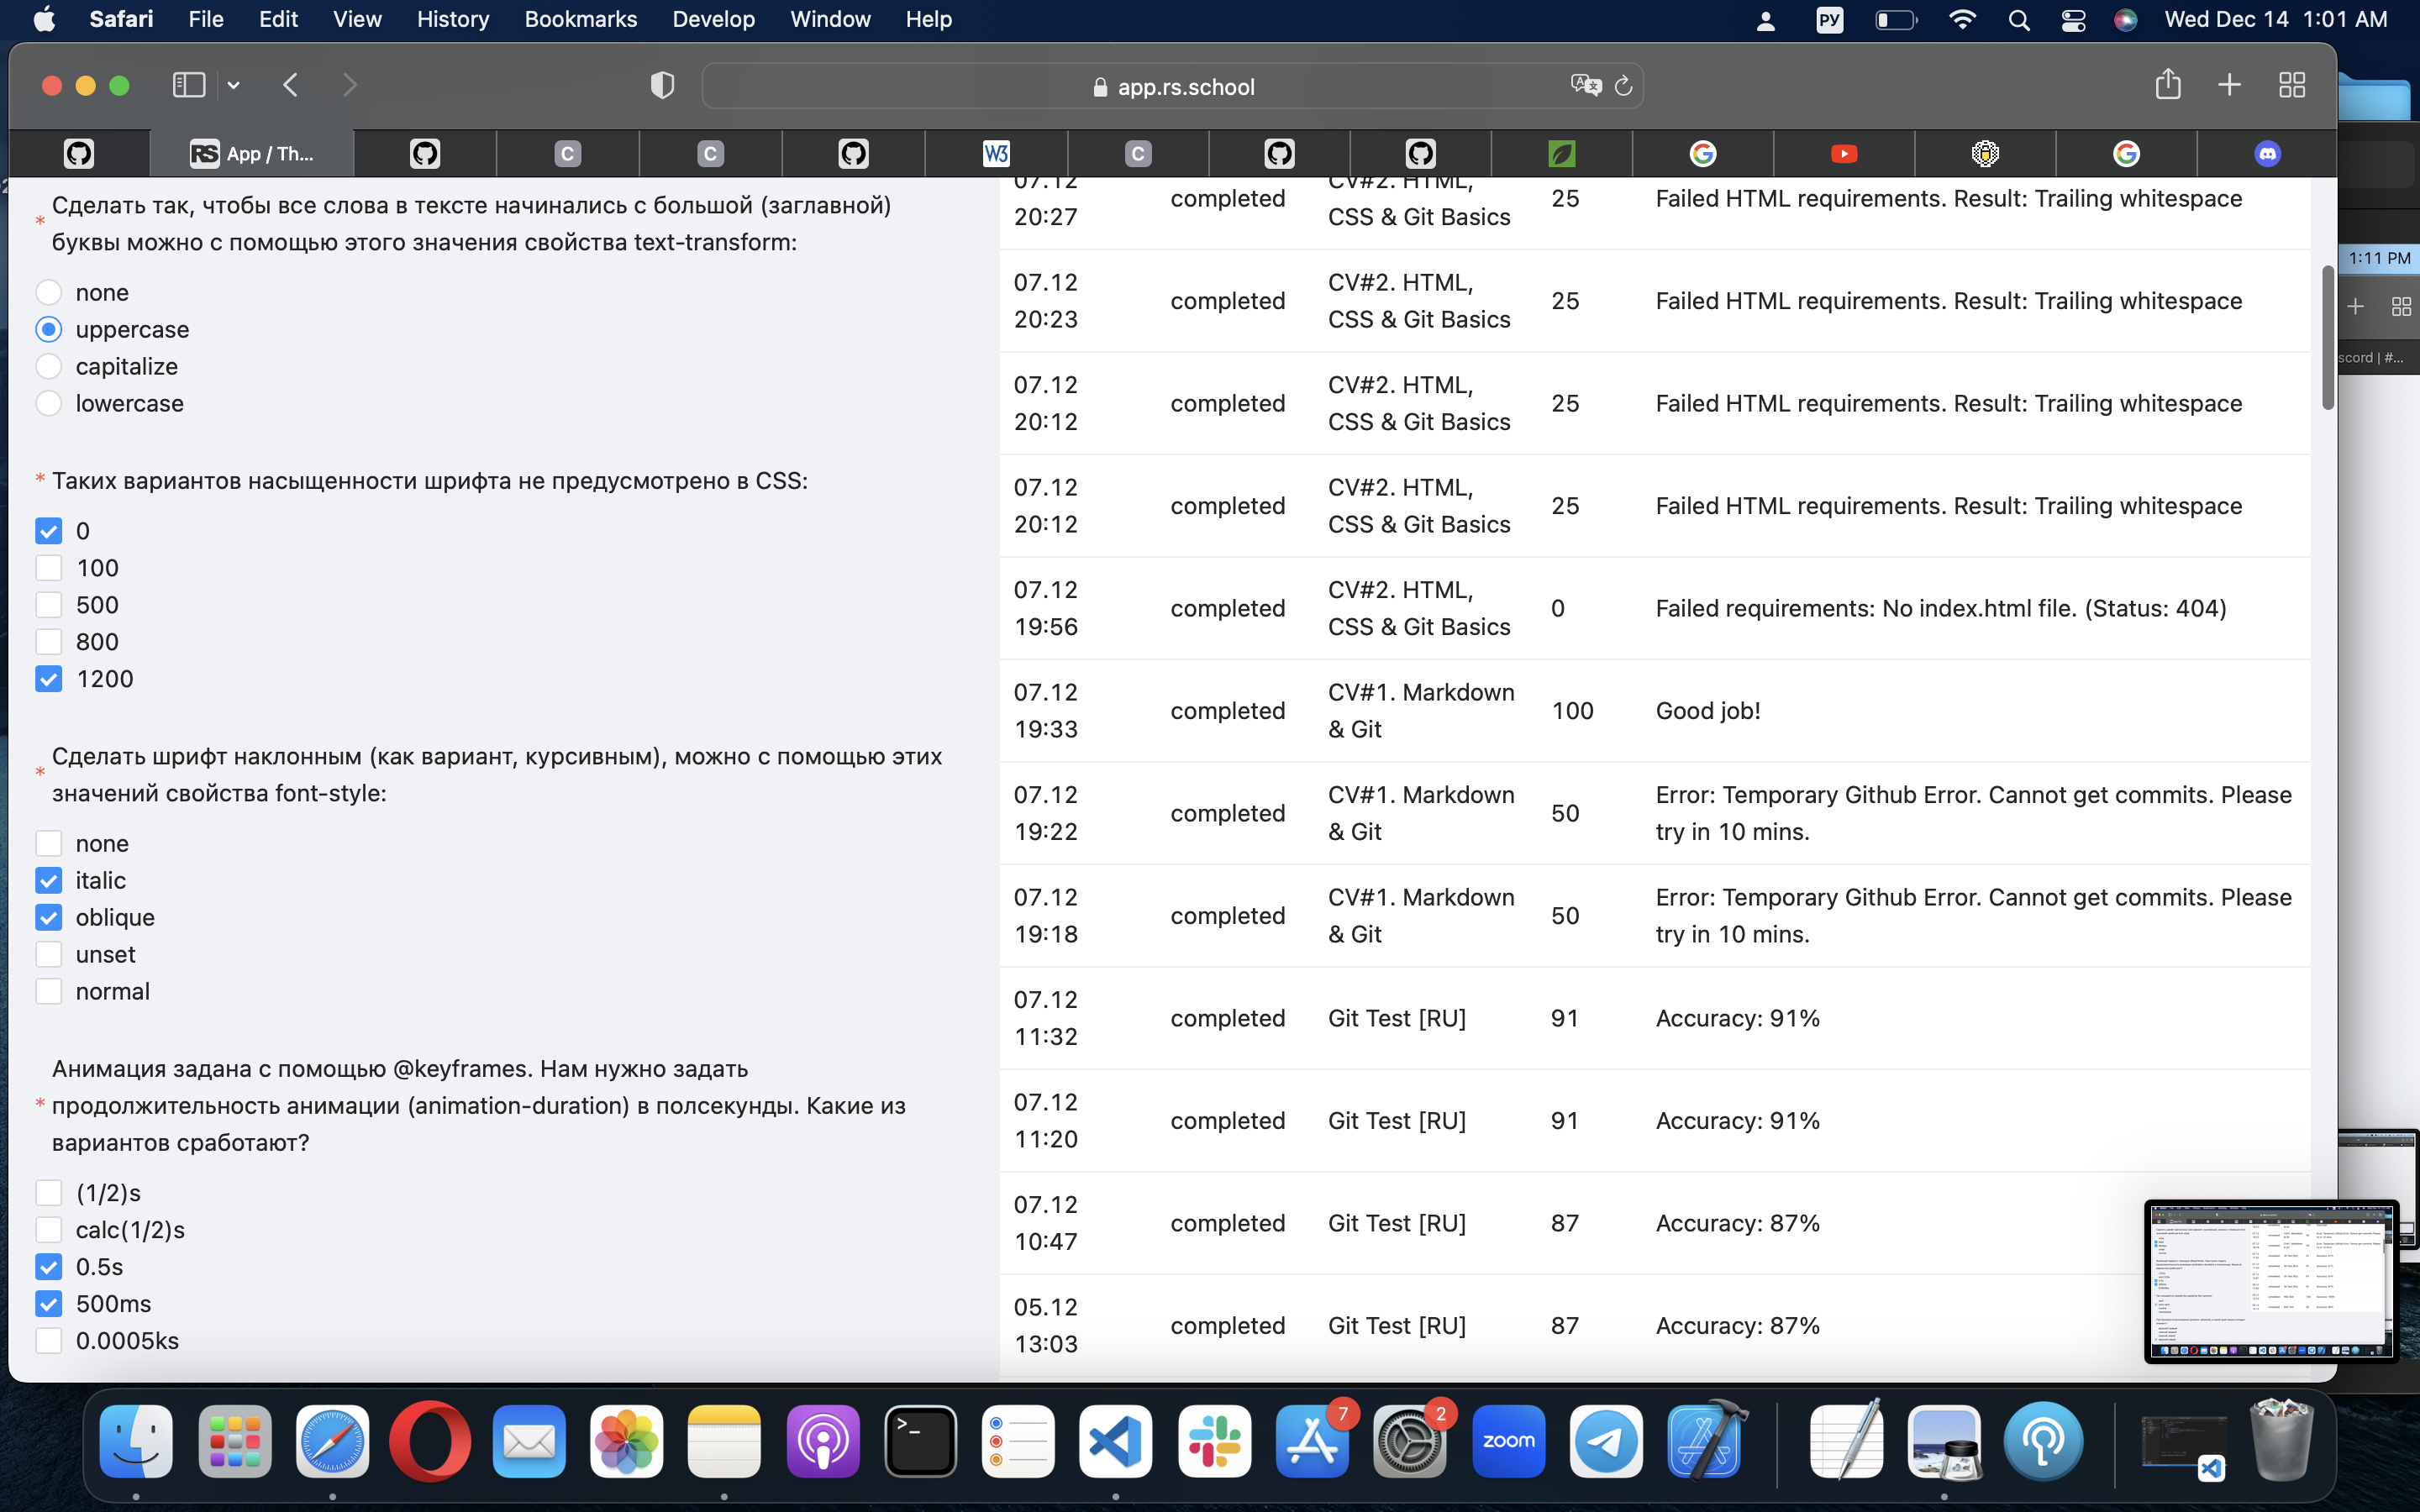 Safari File Edit View History Bookmarks Develop Window Help
РУ
Wed Dec 14 1:01 AM
app.rs.school
RS App / Th...
C
C
W3
C
Сделать так, чтобы все слова в тексте начинались с большой (заглавной)
* буквы можно с помощью этого значения свойства text-transform:
none
uppercase
capitalize
lowercase
* Таких вариантов насыщенности шрифта не предусмотрено в CSS:
0
100
500
800
1200
Сделать шрифт наклонным (как вариант, курсивным), можно с помощью этих
* значений свойства font-style:
none
italic
oblique
unset
normal
Анимация задана с помощью @keyframes. Нам нужно задать
* продолжительность анимации (animation-duration) в полсекунды. Какие из
вариантов сработают?
(1/2)s
calc(1/2)s
0.5s
500ms
0.0005ks
07.12 CV#2. HTML,
completed 25 Failed HTML requirements. Result: Trailing whitespace
20:27 CSS & Git Basics
07.12 CV#2. HTML,
completed 25 Failed HTML requirements. Result: Trailing whitespace
20:23 CSS & Git Basics
07.12 CV#2. HTML,
completed 25 Failed HTML requirements. Result: Trailing whitespace
20:12 CSS & Git Basics
07.12 CV#2. HTML,
completed 25 Failed HTML requirements. Result: Trailing whitespace
20:12 CSS & Git Basics
07.12 CV#2. HTML,
completed 0 Failed requirements: No index.html file. (Status: 404)
19:56 CSS & Git Basics
07.12 CV#1. Markdown
completed 100 Good job!
19:33 & Git
07.12 CV#1. Markdown Error: Temporary Github Error. Cannot get commits. Please
completed 50
19:22 & Git try in 10 mins.
07.12 CV#1. Markdown Error: Temporary Github Error. Cannot get commits. Please
completed 50
19:18 & Git try in 10 mins.
07.12
completed Git Test [RU] 91 Accuracy: 91%
11:32
07.12
completed Git Test [RU] 91 Accuracy: 91%
11:20
07.12
completed Git Test [RU] 87 Accuracy: 87%
10:47
05.12
completed Git Test [RU] 87 Accuracy: 87%
13:03
1:11 PM
scord | #...
7
2
zoom